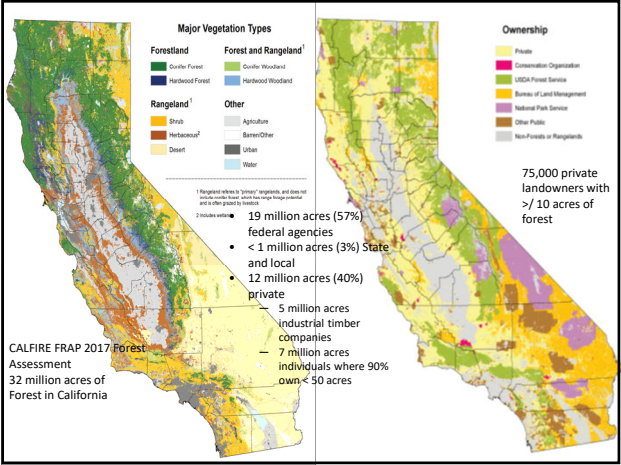 Major Vegetation Types
Forestland
Conifer Forest
Hardwood Forest
Forest and Rangeland1
Conifer Woodland
Hardwood Woodland
Rangeland 1
Shrub
Herbaceous2
Desert
Other
Agriculture
Barren/Other
Urban
Water
1 Rangeland refers to "primary" rangelands, and does
not include conifer forest, which has range forage potential
and is often grazed by livestock
2 Includes
• 19 million acres (57%)
federal agencies
• < 1 million acres (3%) State
and local
• 12 million acres (40%)
private
— 5 million acres
industrial timber
companies
— 7 million acres
individuals where 90%
own < 50 acres
CALFIRE FRAP 2017 Forest
Assessment
32 million acres of
Forest in California
Ownership
Private
Conservation Organization
USDA Forest Service
Bureau of Land Management
National Park Service
Other Public
Non-Forests or Rangelands
75,000 private
landowners with
>/ 10 acres of
forest